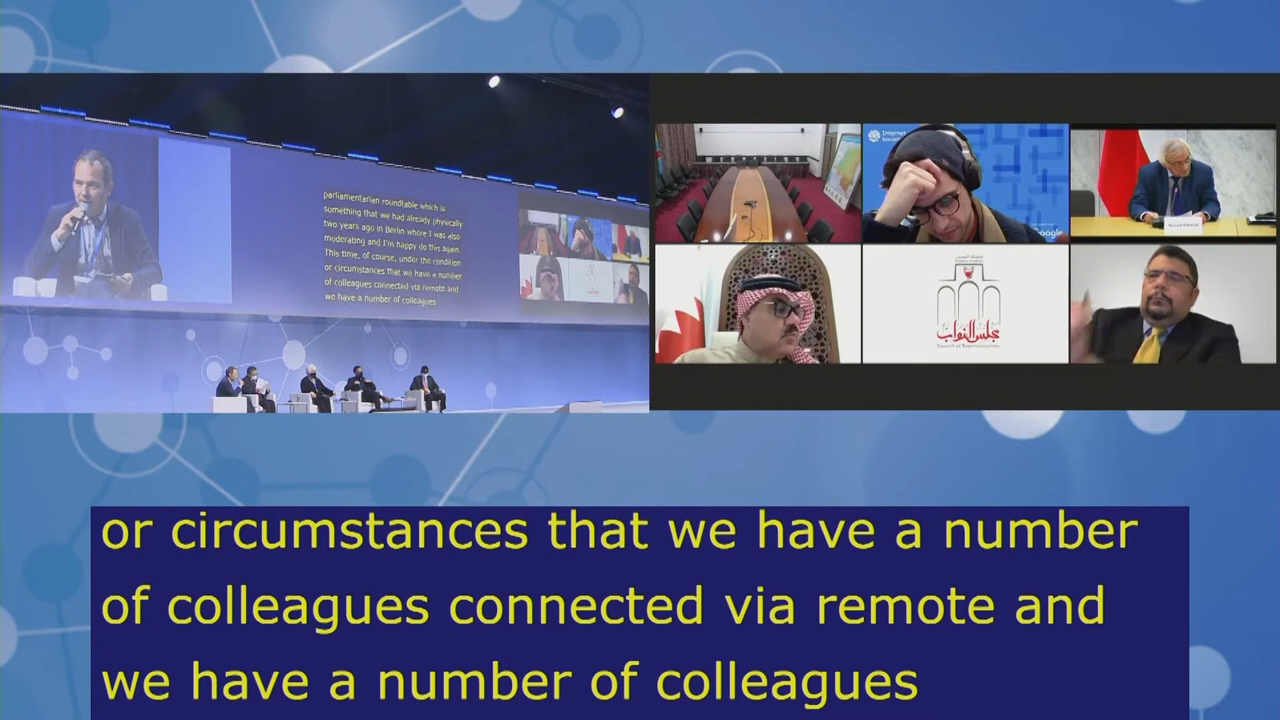 parliamentarian roundtable which is
something that we had already physically
two years ago in Berlin where I was also
moderating and I'm happy do this again.
This time, of course, under the condition
or circumstances that we have a number
of colleagues connected via remote and
we have a number of colleagues
Internet
Google
مجلس النواب
Council of Representatives
or circumstances that we have a number
of colleagues connected via remote and
we have a number of colleagues